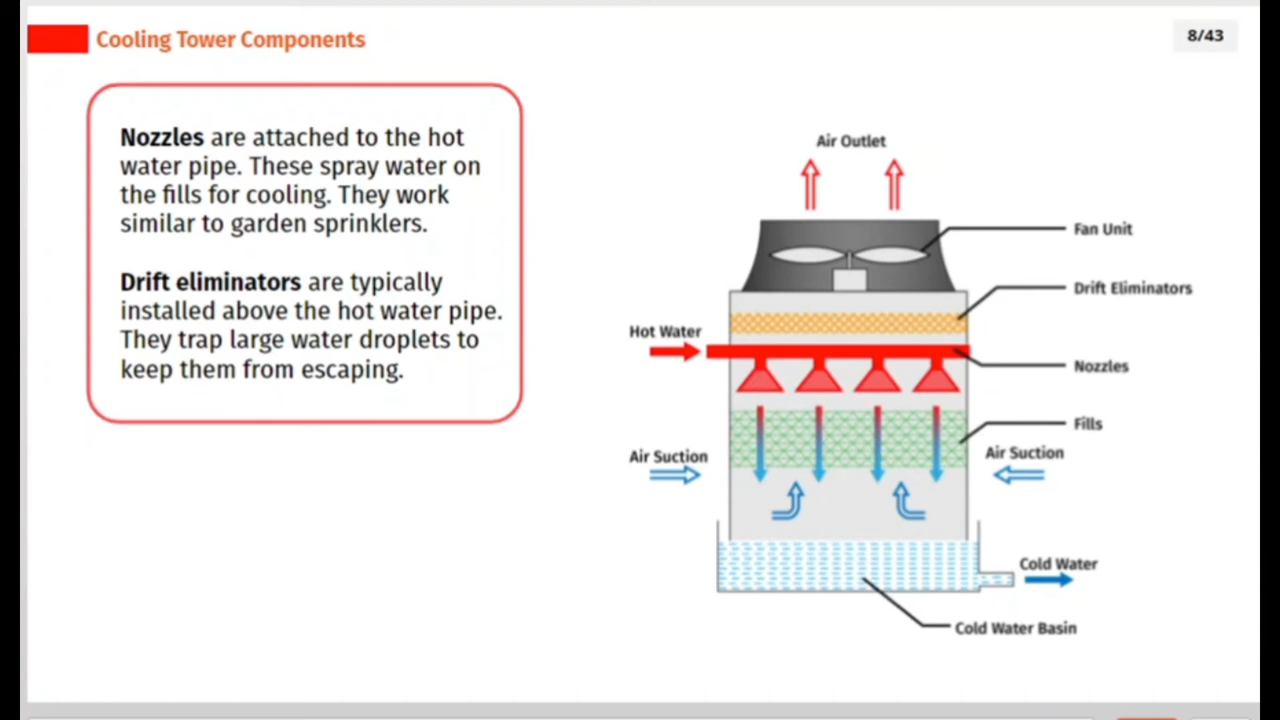 Cooling Tower Components
8/43
Nozzles are attached to the hot
water pipe. These spray water on
the fills for cooling. They work
similar to garden sprinklers.
Drift eliminators are typically
installed above the hot water pipe.
They trap large water droplets to
keep them from escaping.
Air Outlet
Fan Unit
Drift Eliminators
Hot Water
Nozzles
Fills
Air Suction
Air Suction
Cold Water
Cold Water Basin